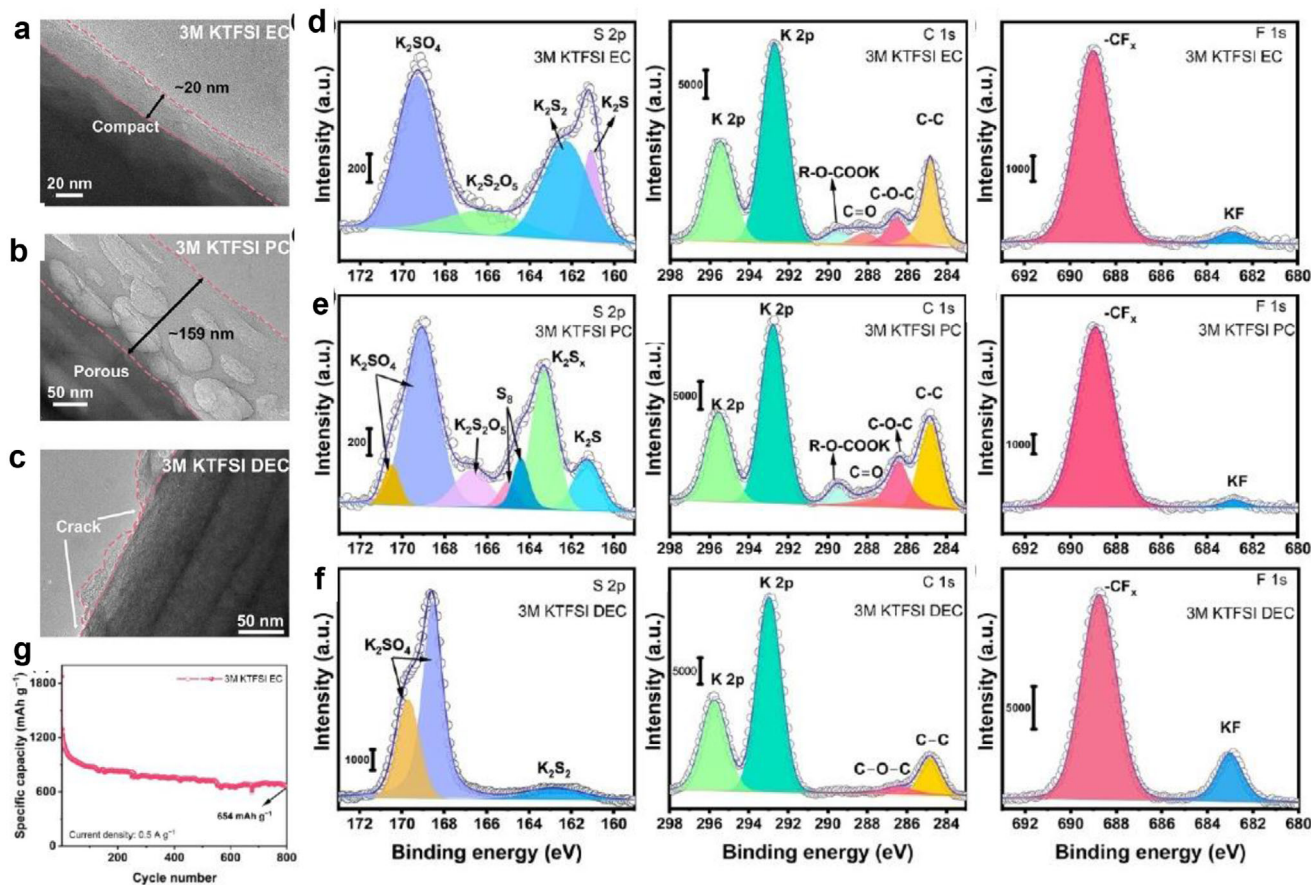 a
3M KTFSI EC
~20 nm
Compact
20 nm
b
3M KTFSI PC
~159 nm
Porous
50 nm
c
3M KTFSI DEC
Crack
50 nm
g
Specific capacity (mAh g⁻¹)
1800
1200
600
0
3M KTFSI EC
654 mAh g⁻¹
Current density: 0.5 A g⁻¹
200 400 600 800
Cycle number
d
Intensity (a.u.)
S 2p
3M KTFSI EC
K₂SO₄
K₂S₂O₅
K₂S₂
K₂S
200
172 170 168 166 164 162 160
Intensity (a.u.)
C 1s
3M KTFSI EC
K 2p
K 2p
5000
R-O-COOK
C=O
C-O-C
C-C
298 296 294 292 290 288 286 284
Intensity (a.u.)
F 1s
3M KTFSI EC
-CFₓ
KF
1000
692 690 688 686 684 682 680
e
Intensity (a.u.)
S 2p
3M KTFSI PC
K₂SO₄
K₂S₂O₅
S₈
K₂Sₓ
K₂S
200
172 170 168 166 164 162 160
Intensity (a.u.)
C 1s
3M KTFSI PC
K 2p
K 2p
5000
R-O-COOK
C=O
C-O-C
C-C
298 296 294 292 290 288 286 284
Intensity (a.u.)
F 1s
3M KTFSI PC
-CFₓ
KF
1000
692 690 688 686 684 682 680
f
Intensity (a.u.)
S 2p
3M KTFSI DEC
K₂SO₄
K₂S₂
1000
172 170 168 166 164 162 160
Binding energy (eV)
Intensity (a.u.)
C 1s
3M KTFSI DEC
K 2p
K 2p
5000
C−O−C
C−C
298 296 294 292 290 288 286 284
Binding energy (eV)
Intensity (a.u.)
F 1s
3M KTFSI DEC
-CFₓ
KF
5000
692 690 688 686 684 682 680
Binding energy (eV)